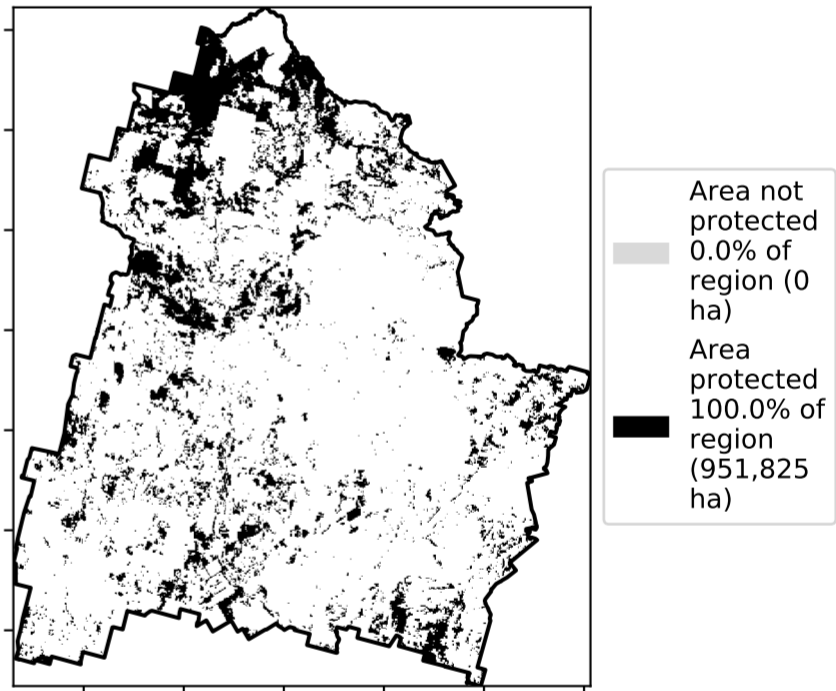 Area not
protected
0.0% of
region (0
ha)
Area
protected
100.0% of
region
(951,825
ha)